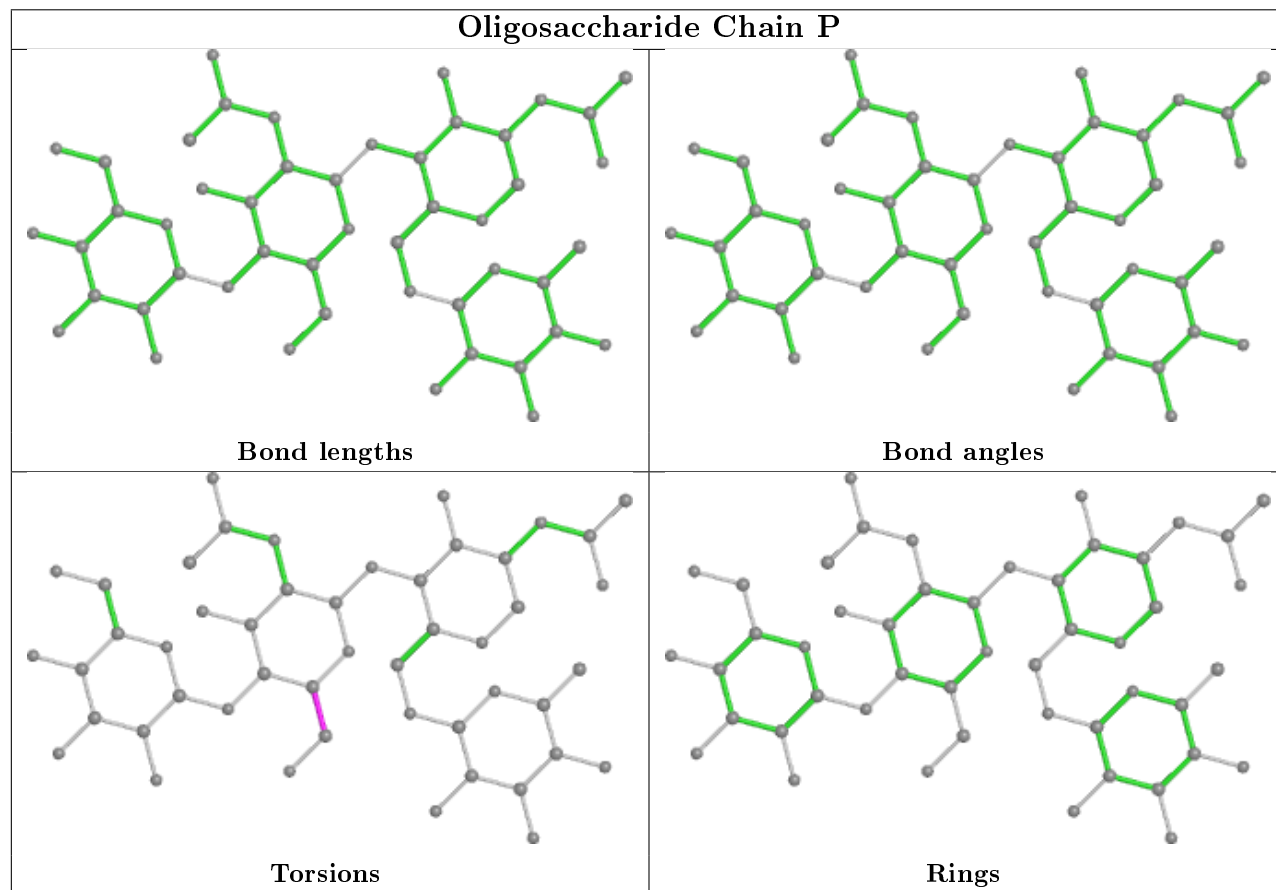 Oligosaccharide Chain P
Bond lengths
Bond angles
Torsions
Rings